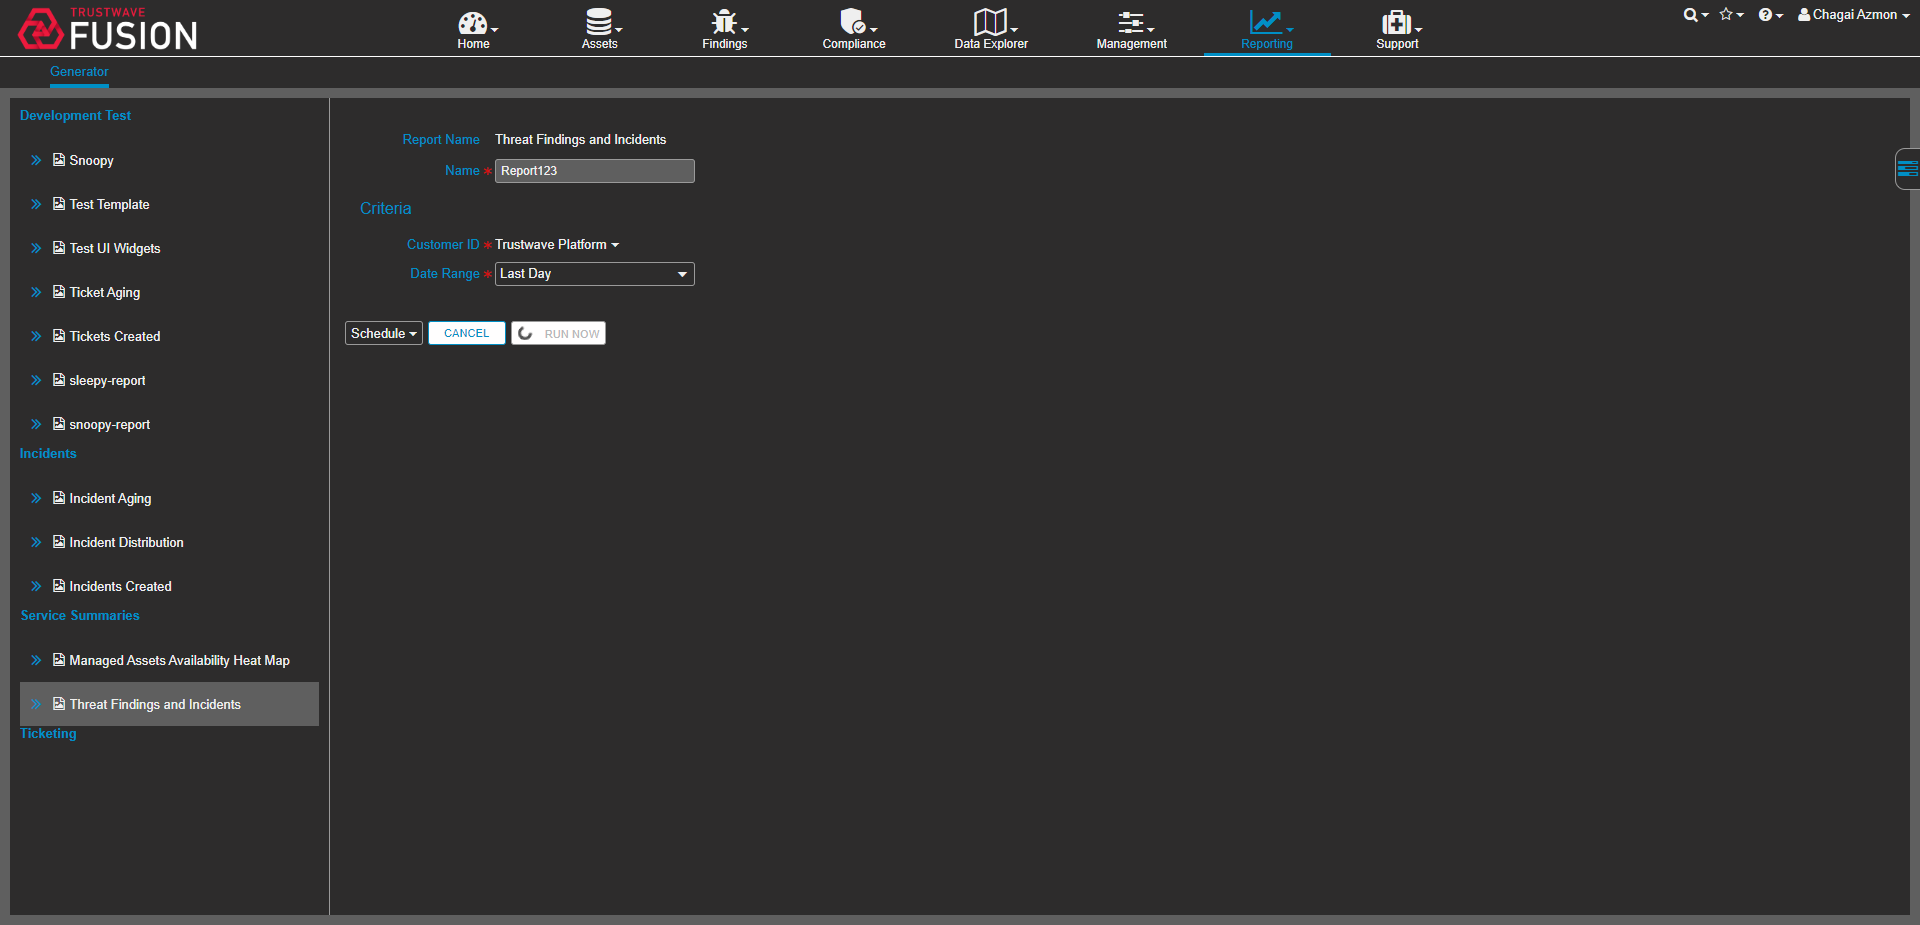 TRUSTWAVE
FUSION
Home
Assets
Findings
Compliance
Data Explorer
Management
Reporting
Support
Chagai Azmon
Generator
Development Test
Snoopy
Test Template
Test UI Widgets
Ticket Aging
Tickets Created
sleepy-report
snoopy-report
Incidents
Incident Aging
Incident Distribution
Incidents Created
Service Summaries
Managed Assets Availability Heat Map
Threat Findings and Incidents
Ticketing
Report Name Threat Findings and Incidents
Name * Report123
Criteria
Customer ID * Trustwave Platform
Date Range * Last Day
Schedule CANCEL RUN NOW